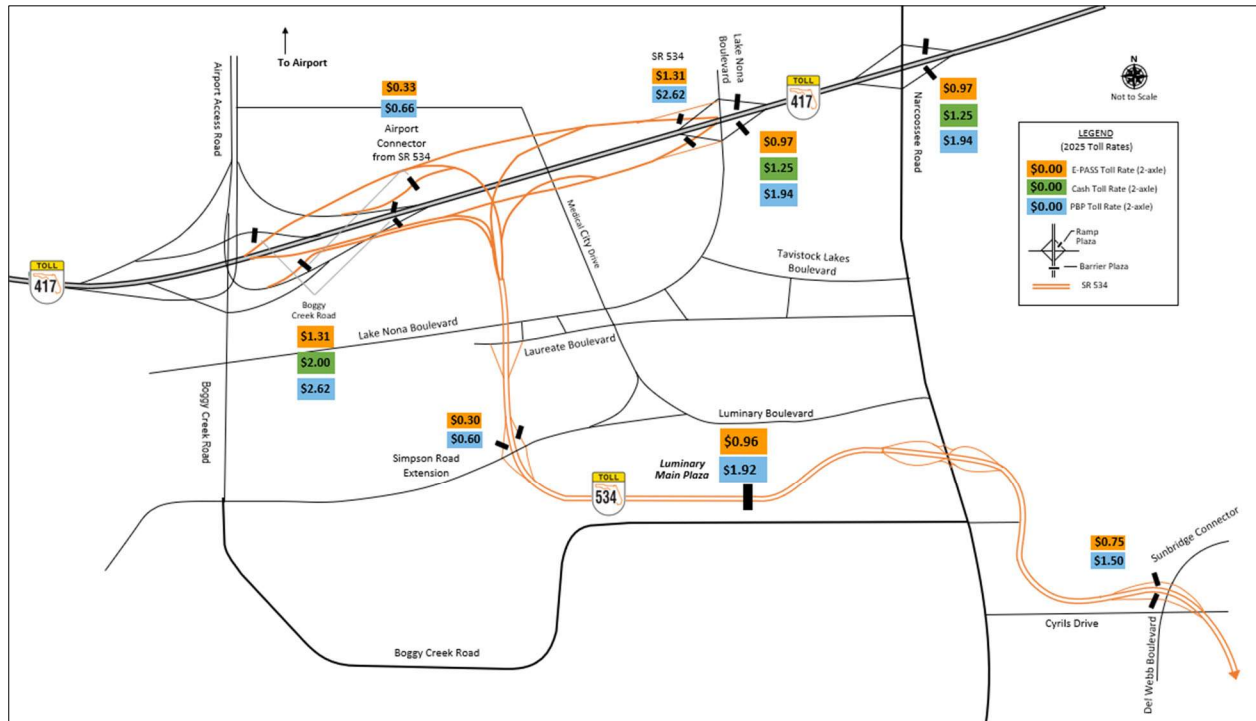 To Airport
Airport Access Road
$0.33
$0.66
Airport
Connector
from SR 534
SR 534
$1.31
$2.62
Lake Nona
Boulevard
TOLL
417
$0.97
$1.25
$1.94
Narcoossee Road
$0.97
$1.25
$1.94
N
Not to Scale
LEGEND
(2025 Toll Rates)
$0.00 E-PASS Toll Rate (2-axle)
$0.00 Cash Toll Rate (2-axle)
$0.00 PBP Toll Rate (2-axle)
Ramp
Plaza
Barrier Plaza
SR 534
Medical City Drive
TOLL
417
Boggy
Creek Road
$1.31
$2.00
$2.62
Tavistock Lakes
Boulevard
Lake Nona Boulevard
Laureate Boulevard
Boggy Creek Road
$0.30
$0.60
Simpson Road
Extension
Luminary Boulevard
$0.96
$1.92
Luminary
Main Plaza
TOLL
534
$0.75
$1.50
Sunbridge Connector
Cyrils Drive
Del Webb Boulevard
Boggy Creek Road